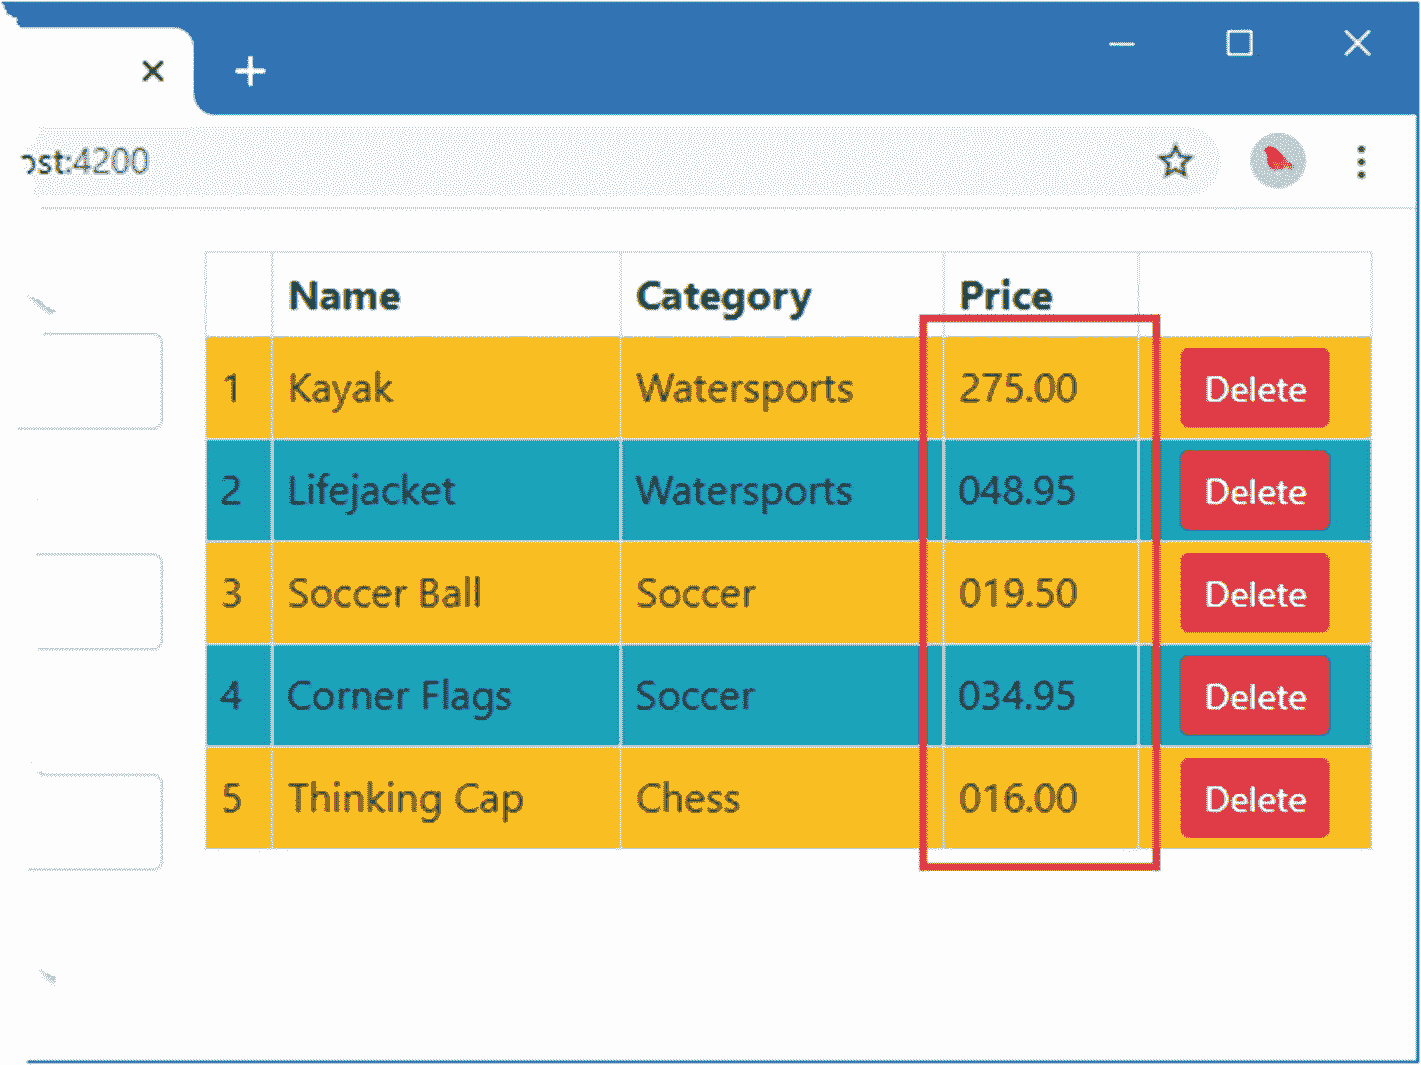 ost:4200
Name Category Price
1 Kayak Watersports 275.00 Delete
2 Lifejacket Watersports 048.95 Delete
3 Soccer Ball Soccer 019.50 Delete
4 Corner Flags Soccer 034.95 Delete
5 Thinking Cap Chess 016.00 Delete